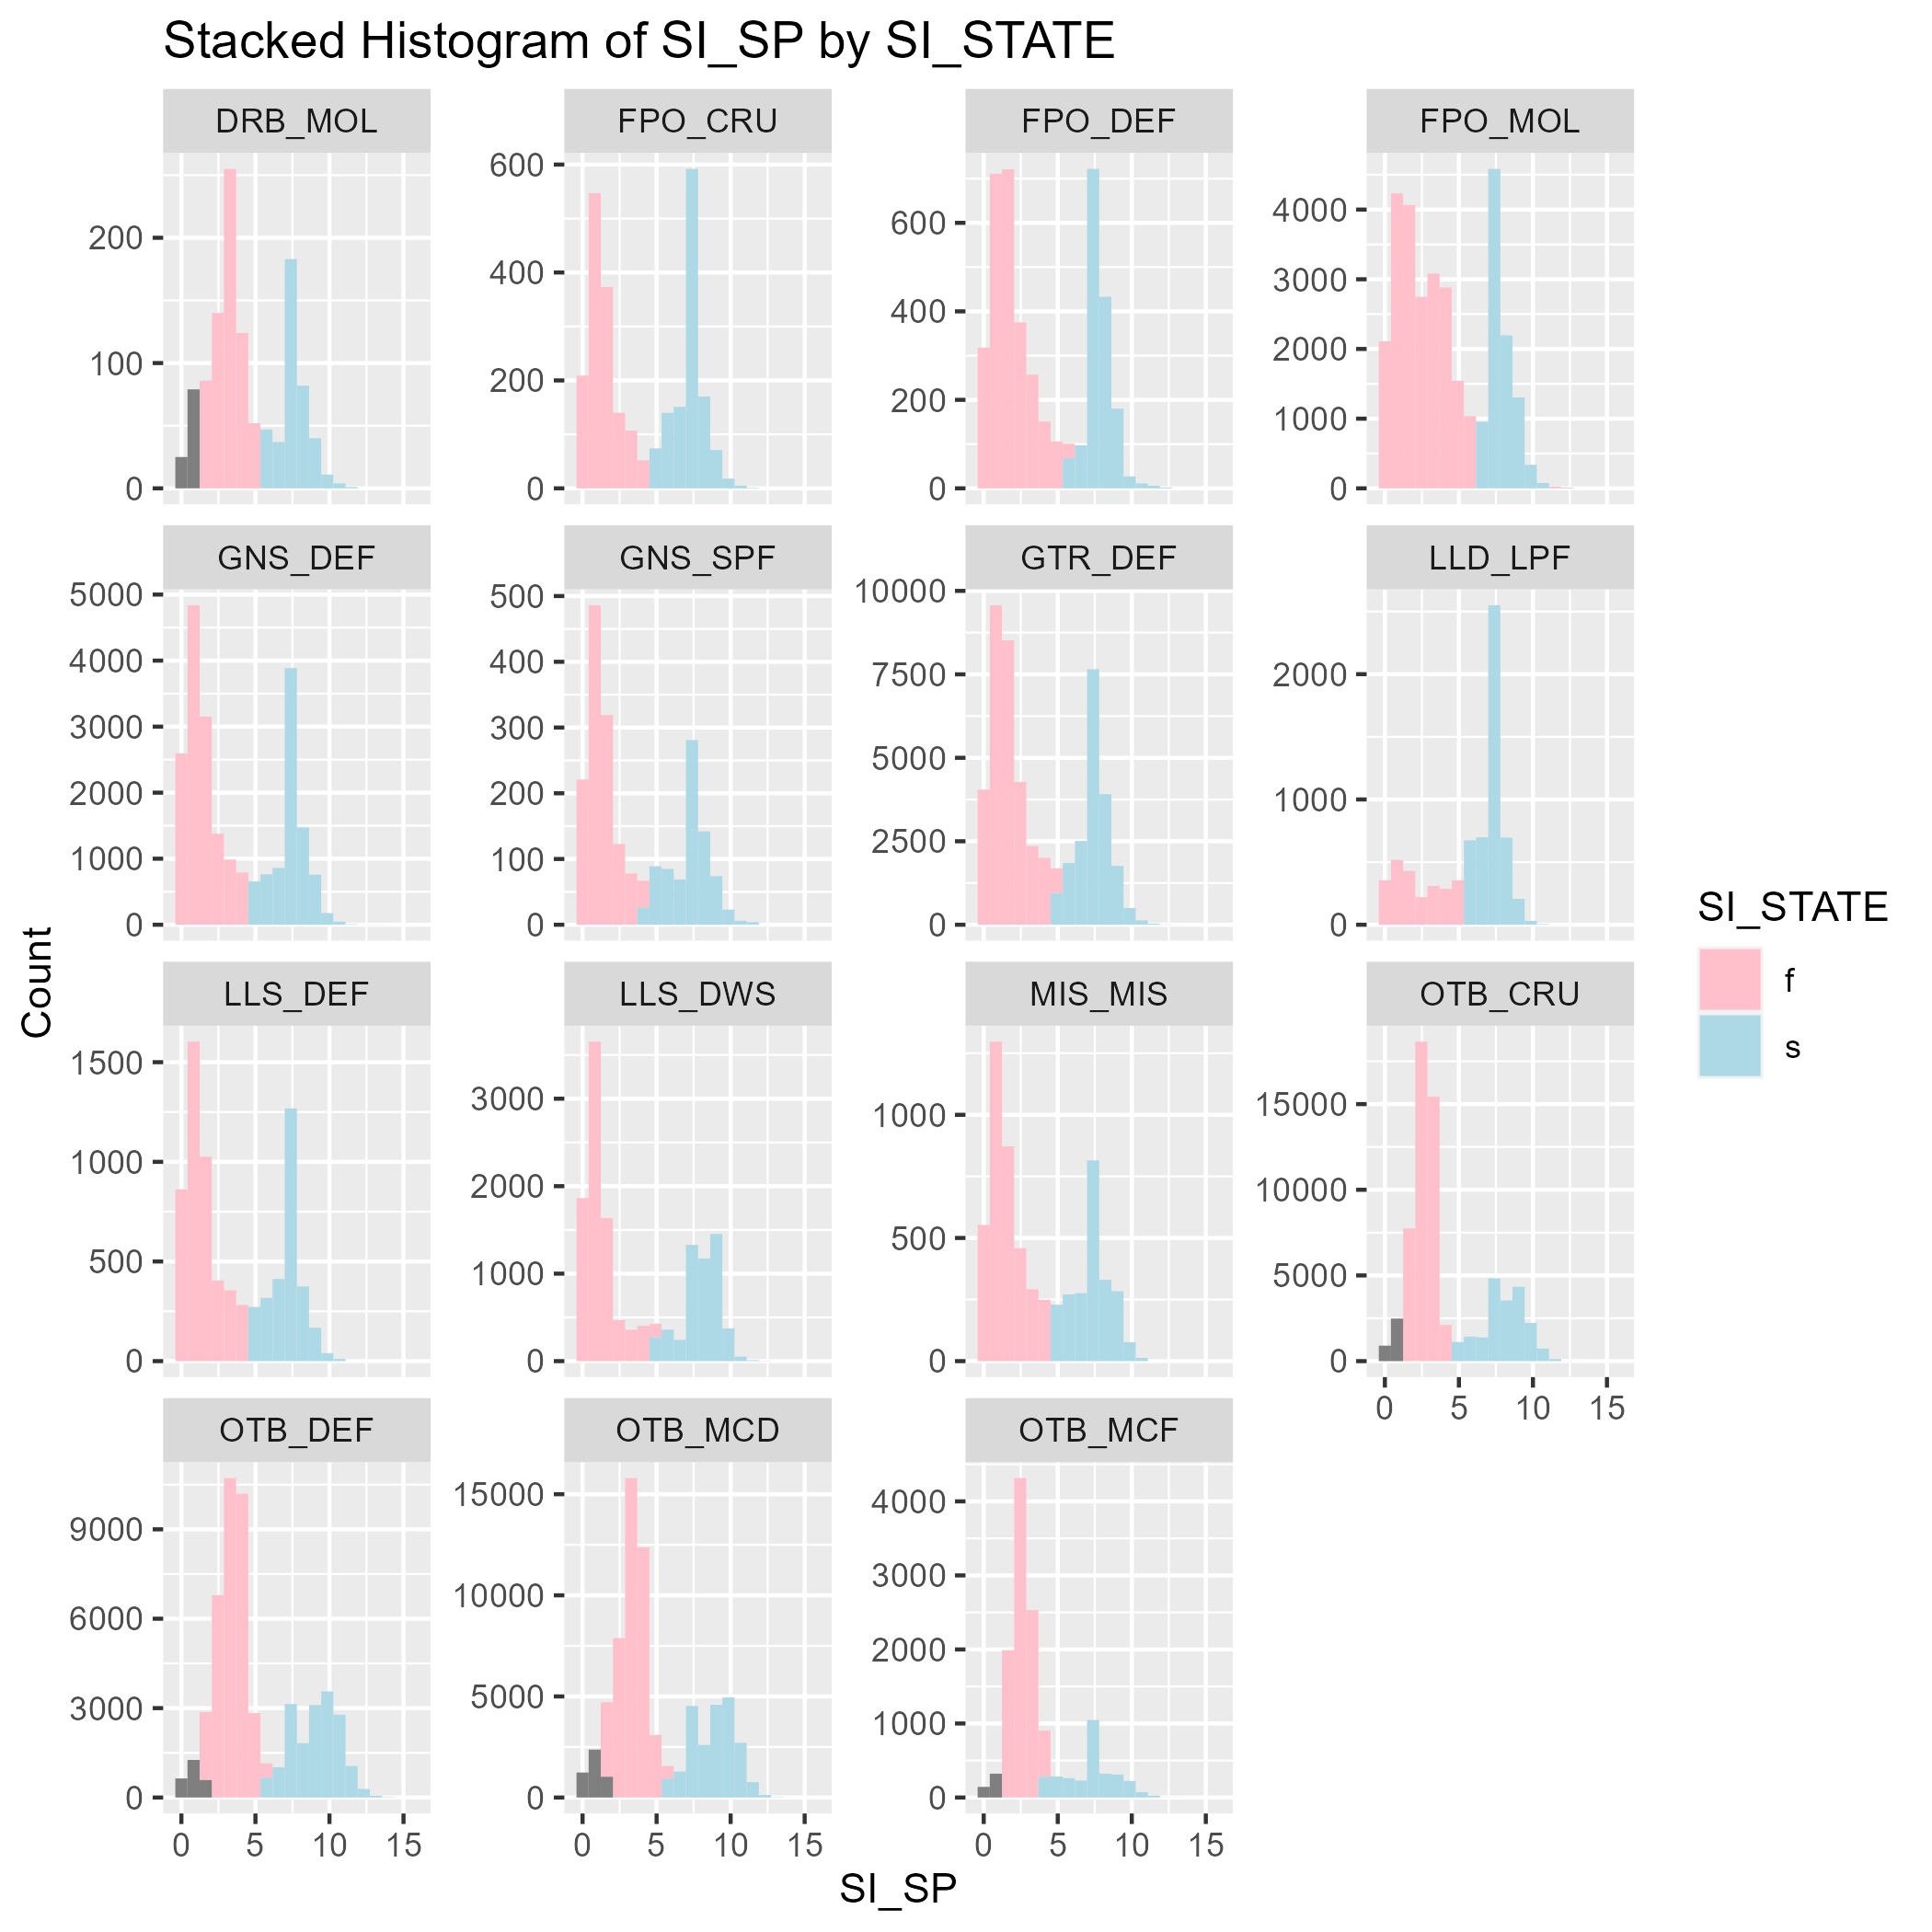 Stacked Histogram of SI_SP by SI_STATE
DRB_MOL
FPO_CRU
FPO_DEF
FPO_MOL
200
100
0
600
400
200
0
600
400
200
0
4000
3000
2000
1000
0
GNS_DEF
GNS_SPF
GTR_DEF
LLD_LPF
5000
4000
3000
2000
1000
0
500
400
300
200
100
0
10000
7500
5000
2500
0
2000
1000
0
LLS_DEF
LLS_DWS
MIS_MIS
OTB_CRU
1500
1000
500
0
3000
2000
1000
0
1000
500
0
15000
10000
5000
0
0 5 10 15
OTB_DEF
OTB_MCD
OTB_MCF
9000
6000
3000
0
15000
10000
5000
0
4000
3000
2000
1000
0
0 5 10 15
0 5 10 15
0 5 10 15
SI_SP
Count
SI_STATE
f
s